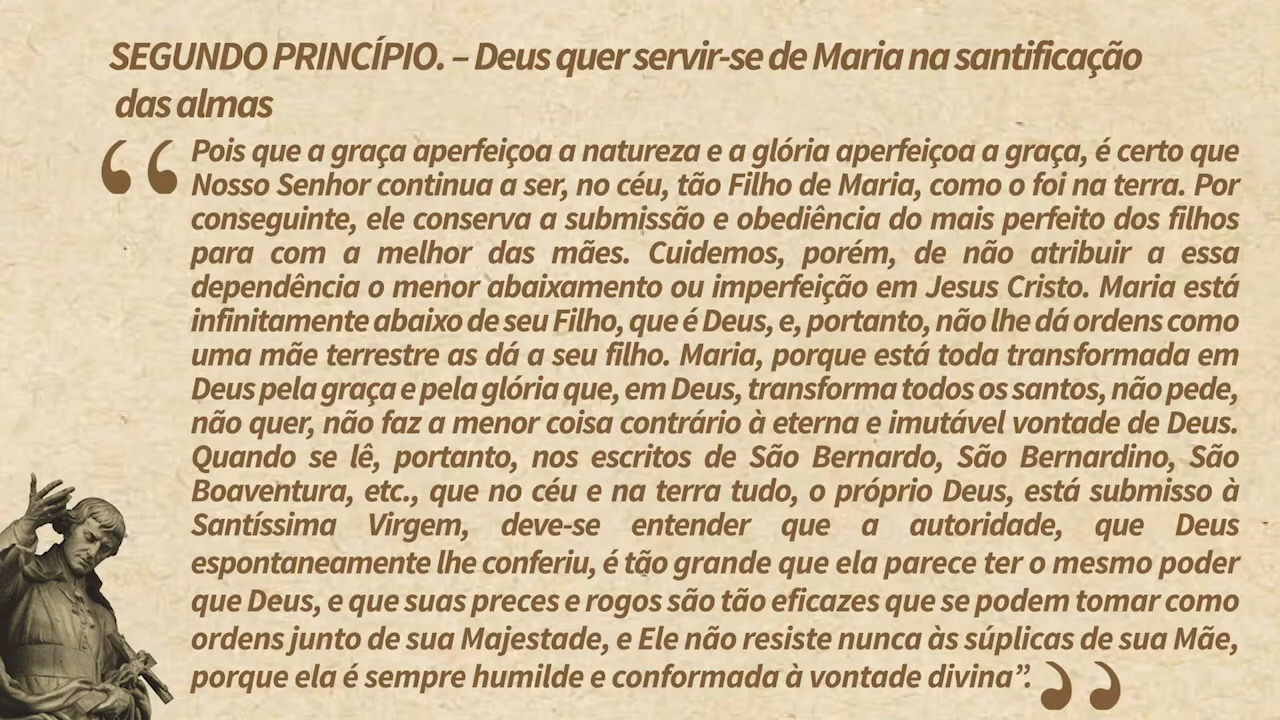 SEGUNDO PRINCÍPIO. – Deus quer servir-se de Maria na santificação
das almas
“Pois que a graça aperfeiçoa a natureza e a glória aperfeiçoa a graça, é certo que
Nosso Senhor continua a ser, no céu, tão Filho de Maria, como o foi na terra. Por
conseguinte, ele conserva a submissão e obediência do mais perfeito dos filhos
para com a melhor das mães. Cuidemos, porém, de não atribuir a essa
dependência o menor abaixamento ou imperfeição em Jesus Cristo. Maria está
infinitamente abaixo de seu Filho, que é Deus, e, portanto, não lhe dá ordens como
uma mãe terrestre as dá a seu filho. Maria, porque está toda transformada em
Deus pela graça e pela glória que, em Deus, transforma todos os santos, não pede,
não quer, não faz a menor coisa contrário à eterna e imutável vontade de Deus.
Quando se lê, portanto, nos escritos de São Bernardo, São Bernardino, São
Boaventura, etc., que no céu e na terra tudo, o próprio Deus, está submisso à
Santíssima Virgem, deve-se entender que a autoridade, que Deus
espontaneamente lhe conferiu, é tão grande que ela parece ter o mesmo poder
que Deus, e que suas preces e rogos são tão eficazes que se podem tomar como
ordens junto de sua Majestade, e Ele não resiste nunca às súplicas de sua Mãe,
porque ela é sempre humilde e conformada à vontade divina”. ”